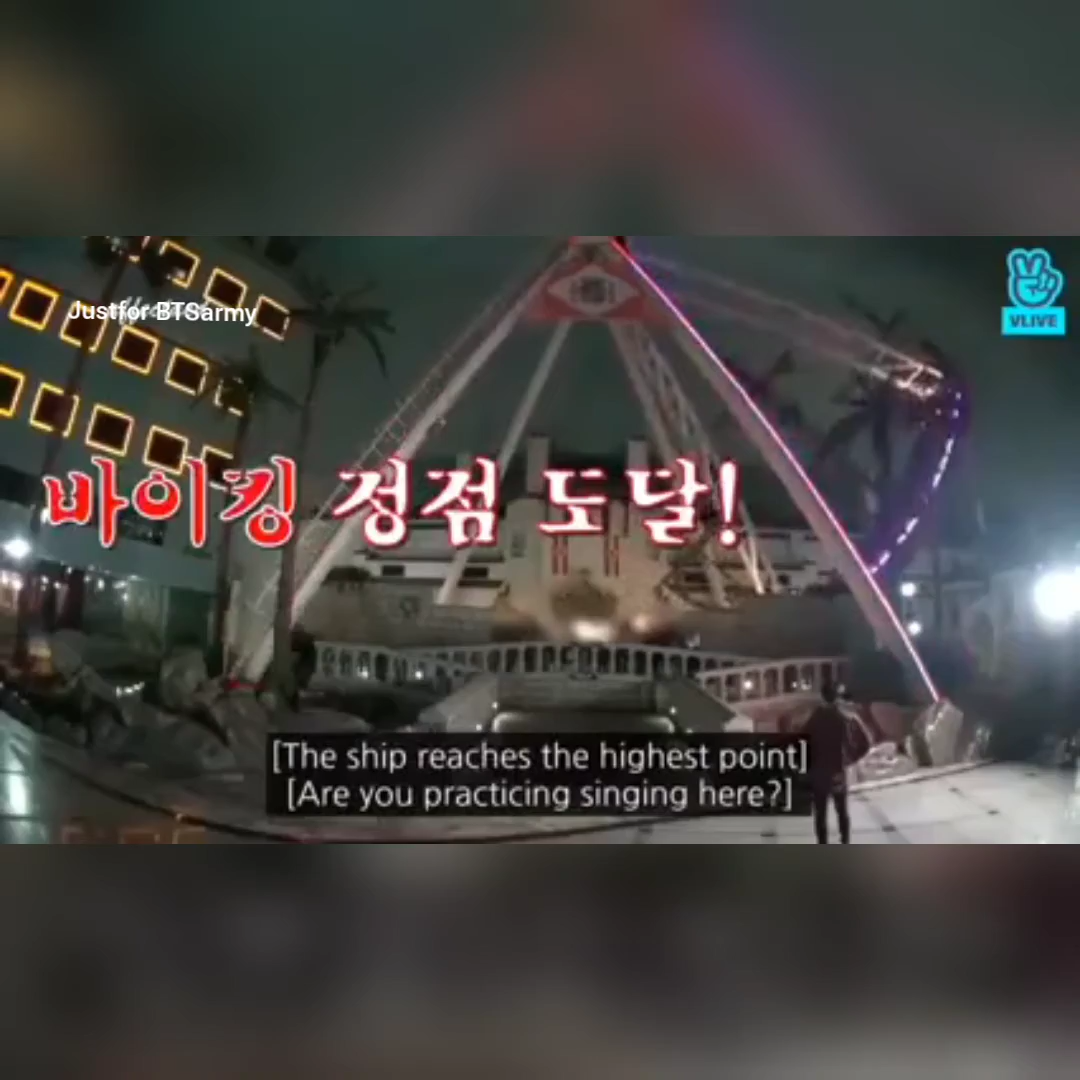 VLIVE
Justfor BTSarmy
바이킹 정점 도달!
[The ship reaches the highest point]
[Are you practicing singing here?]